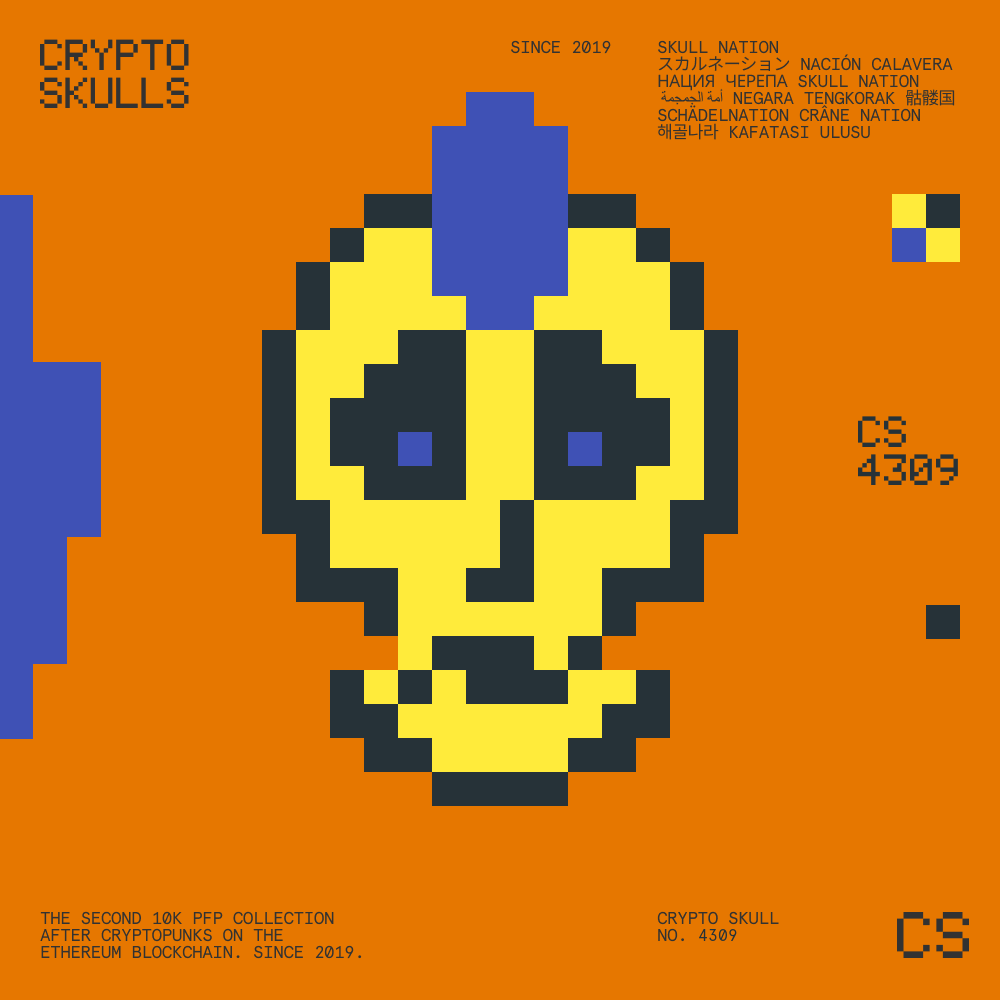 CRYPTO
SKULLS
SINCE 2019
SKULL NATION
スカルネーション NACIÓN CALAVERA
НАЦИЯ ЧЕРЕПА SKULL NATION
أمة الجمجمة NEGARA TENGKORAK 骷髅国
SCHÄDELNATION CRÂNE NATION
해골나라 KAFATASI ULUSU
CS
4309
THE SECOND 10K PFP COLLECTION
AFTER CRYPTOPUNKS ON THE
ETHEREUM BLOCKCHAIN. SINCE 2019.
CRYPTO SKULL
NO. 4309
CS